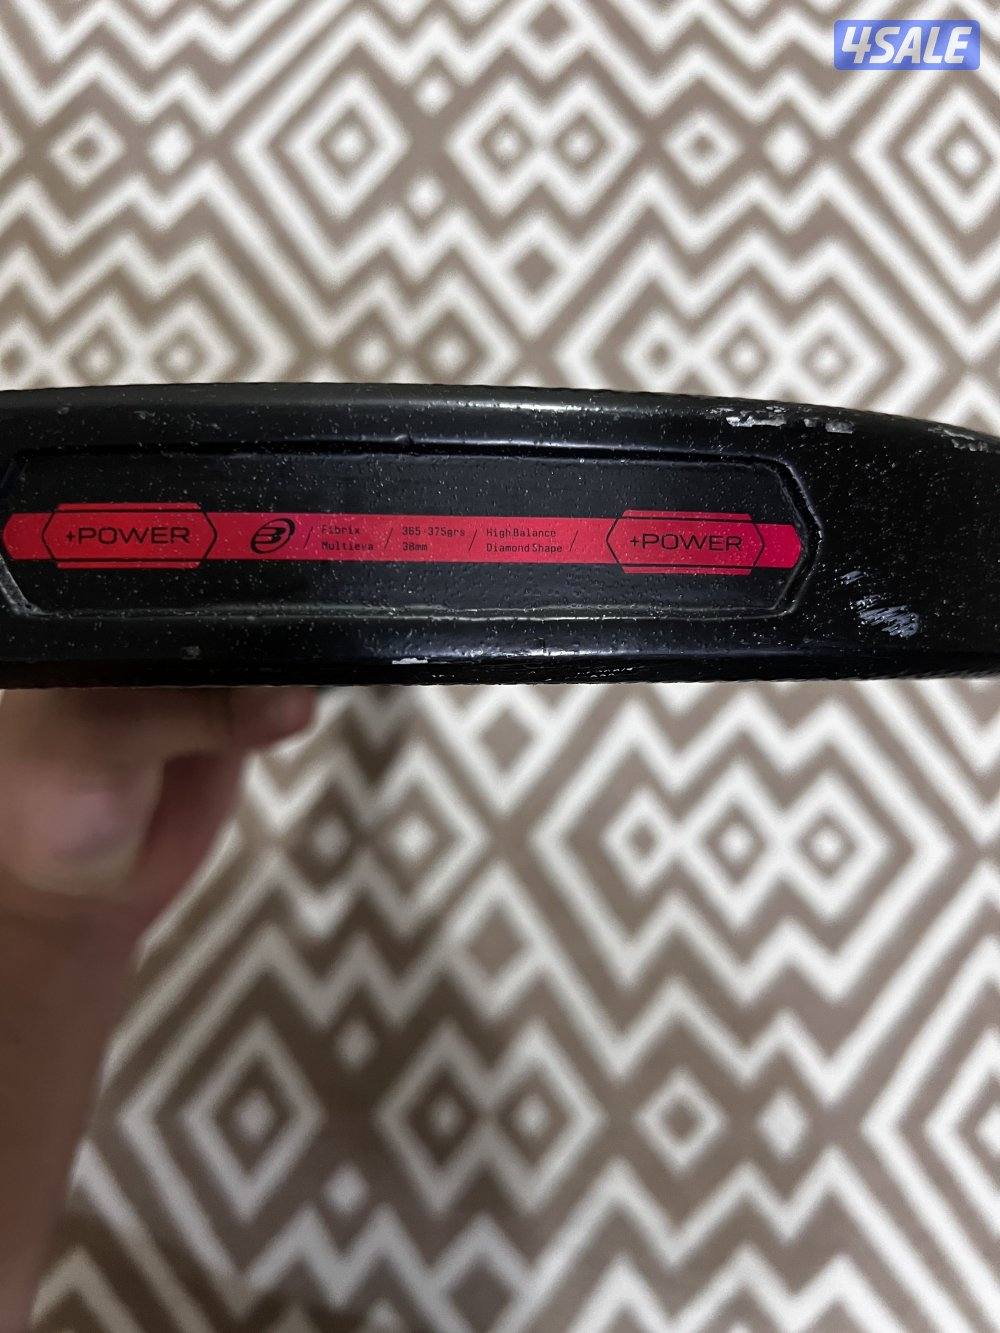 4SALE
+POWER
Fibrix
Multieva
365-375grs
38mm
High Balance
Diamond Shape
+POWER